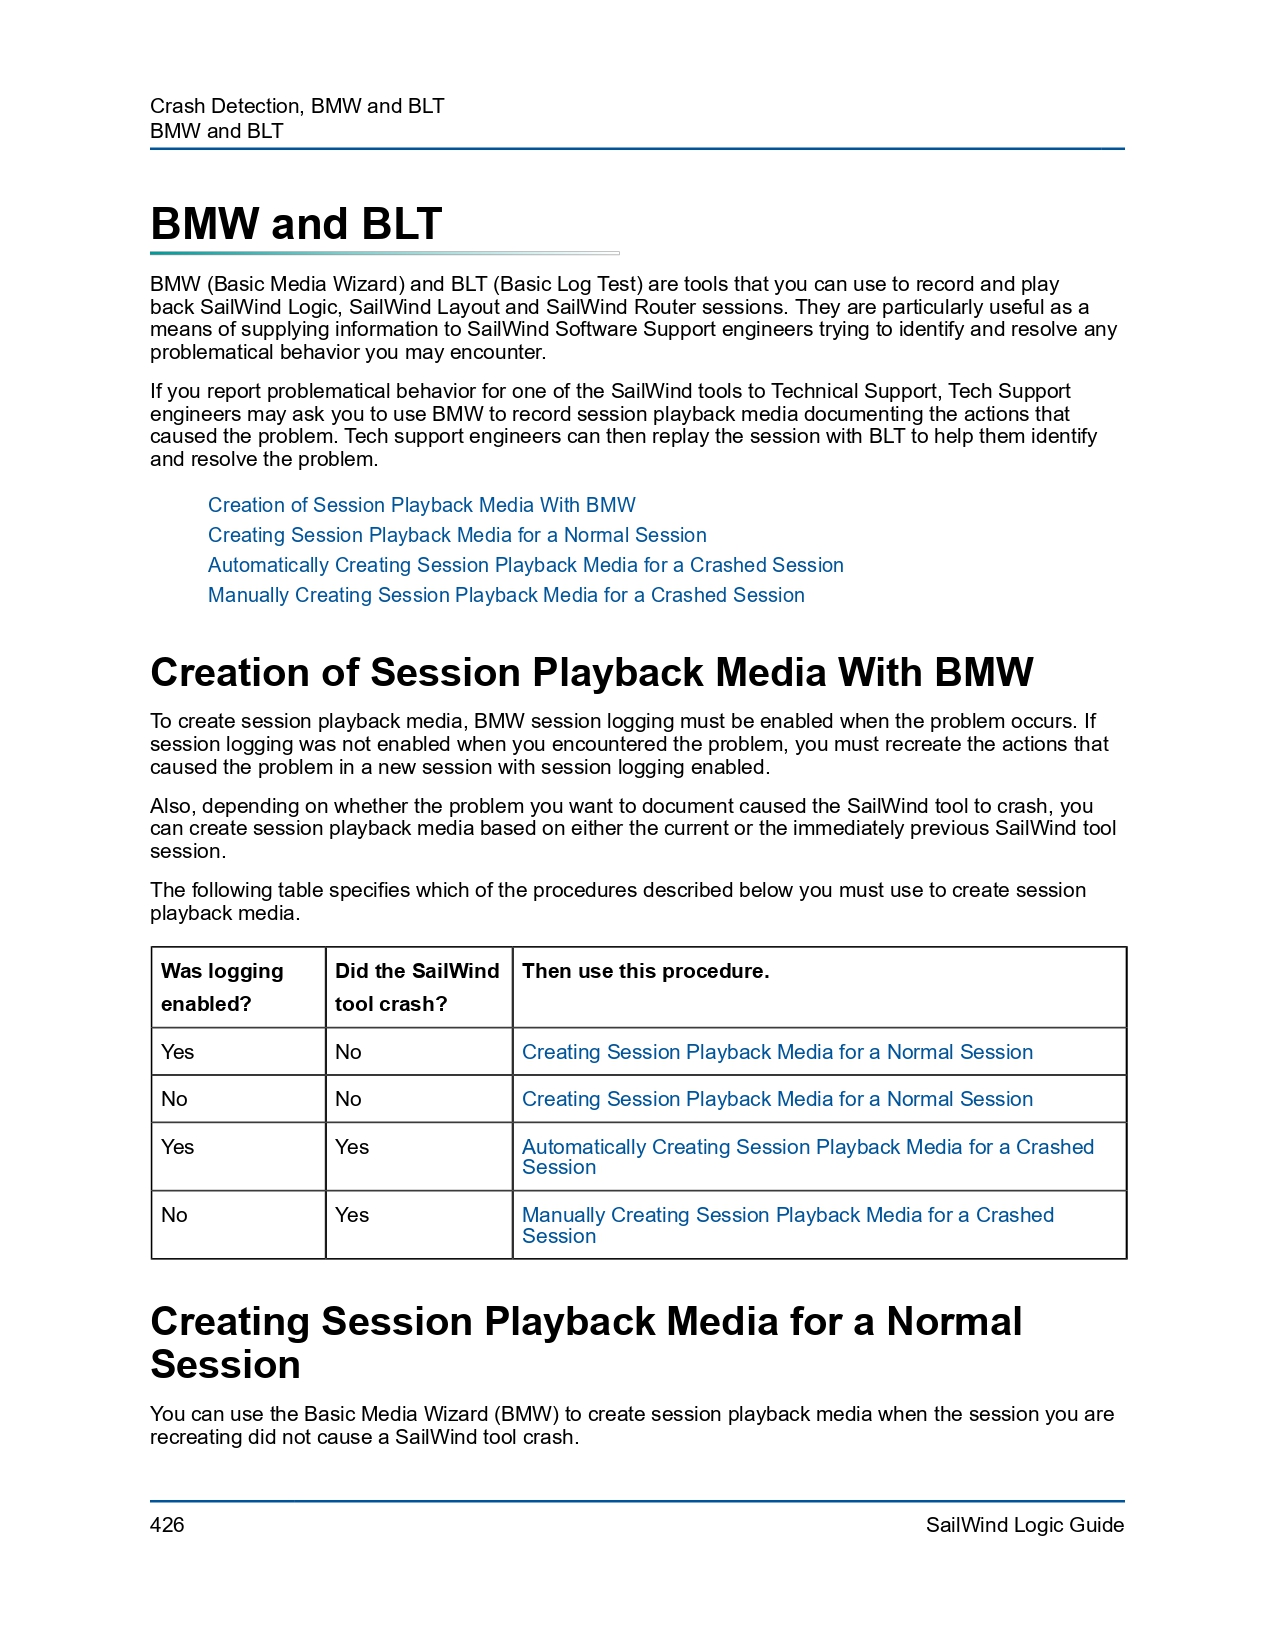 Crash Detection, BMW and BLT
BMW and BLT
BMW and BLT
BMW (Basic Media Wizard) and BLT (Basic Log Test) are tools that you can use to record and play
back SailWind Logic, SailWind Layout and SailWind Router sessions. They are particularly useful as a
means of supplying information to SailWind Software Support engineers trying to identify and resolve any
problematical behavior you may encounter.
If you report problematical behavior for one of the SailWind tools to Technical Support, Tech Support
engineers may ask you to use BMW to record session playback media documenting the actions that
caused the problem. Tech support engineers can then replay the session with BLT to help them identify
and resolve the problem.
Creation of Session Playback Media With BMW
Creating Session Playback Media for a Normal Session
Automatically Creating Session Playback Media for a Crashed Session
Manually Creating Session Playback Media for a Crashed Session
Creation of Session Playback Media With BMW
To create session playback media, BMW session logging must be enabled when the problem occurs. If
session logging was not enabled when you encountered the problem, you must recreate the actions that
caused the problem in a new session with session logging enabled.
Also, depending on whether the problem you want to document caused the SailWind tool to crash, you
can create session playback media based on either the current or the immediately previous SailWind tool
session.
The following table specifies which of the procedures described below you must use to create session
playback media.
Was logging Did the SailWind Then use this procedure.
enabled? tool crash?
Yes No Creating Session Playback Media for a Normal Session
No No Creating Session Playback Media for a Normal Session
Yes Yes Automatically Creating Session Playback Media for a Crashed
Session
No Yes Manually Creating Session Playback Media for a Crashed
Session
Creating Session Playback Media for a Normal
Session
You can use the Basic Media Wizard (BMW) to create session playback media when the session you are
recreating did not cause a SailWind tool crash.
426 SailWind Logic Guide